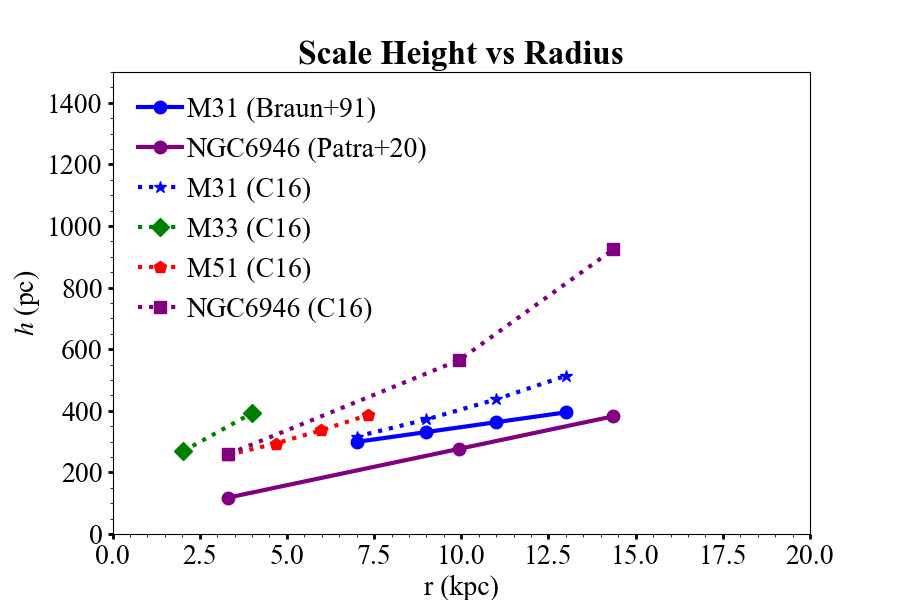 Scale Height vs Radius
1400
1200
1000
800
600
400
200
0
h (pc)
M31 (Braun+91)
NGC6946 (Patra+20)
M31 (C16)
M33 (C16)
M51 (C16)
NGC6946 (C16)
0.0 2.5 5.0 7.5 10.0 12.5 15.0 17.5 20.0
r (kpc)